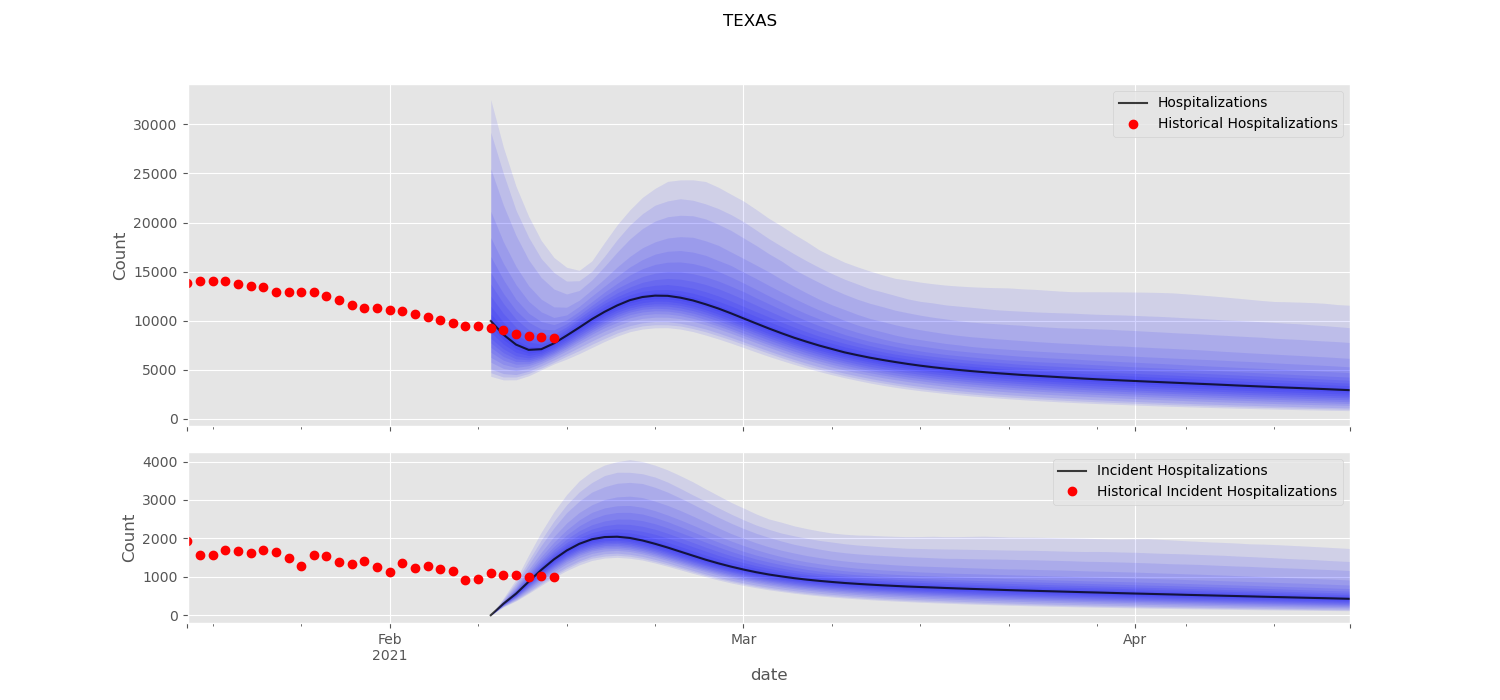 TEXAS
Hospitalizations
Historical Hospitalizations
30000
25000
20000
15000
10000
5000
0
Count
Incident Hospitalizations
Historical Incident Hospitalizations
4000
3000
2000
1000
0
Count
Feb
2021
Mar
Apr
date